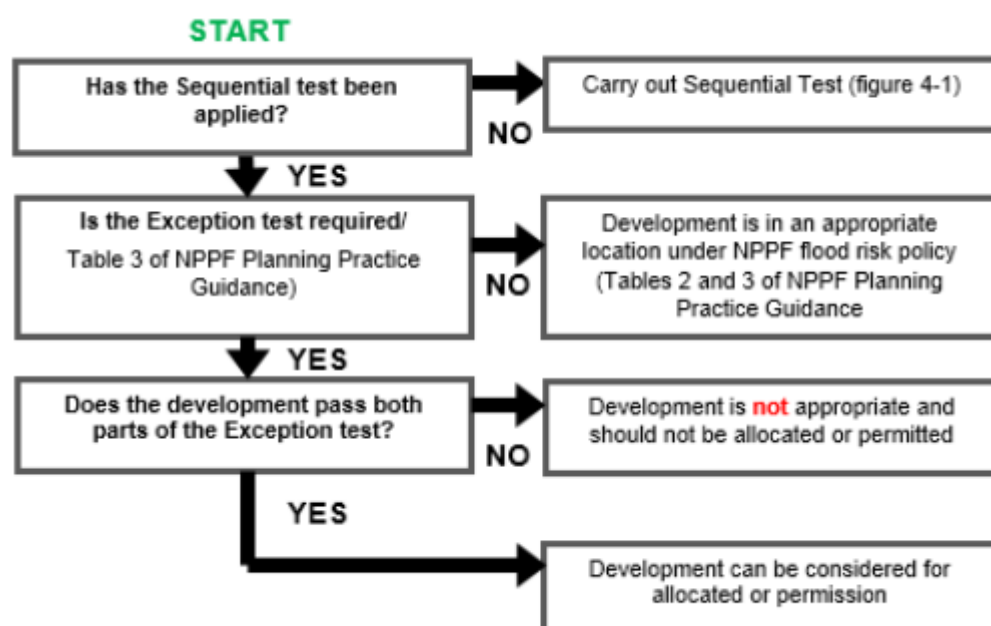 START
Has the Sequential test been
applied?
NO
Carry out Sequential Test (figure 4-1)
YES
Is the Exception test required/
Table 3 of NPPF Planning Practice
Guidance)
NO
Development is in an appropriate
location under NPPF flood risk policy
(Tables 2 and 3 of NPPF Planning
Practice Guidance
YES
Does the development pass both
parts of the Exception test?
NO
Development is not appropriate and
should not be allocated or permitted
YES
Development can be considered for
allocated or permission